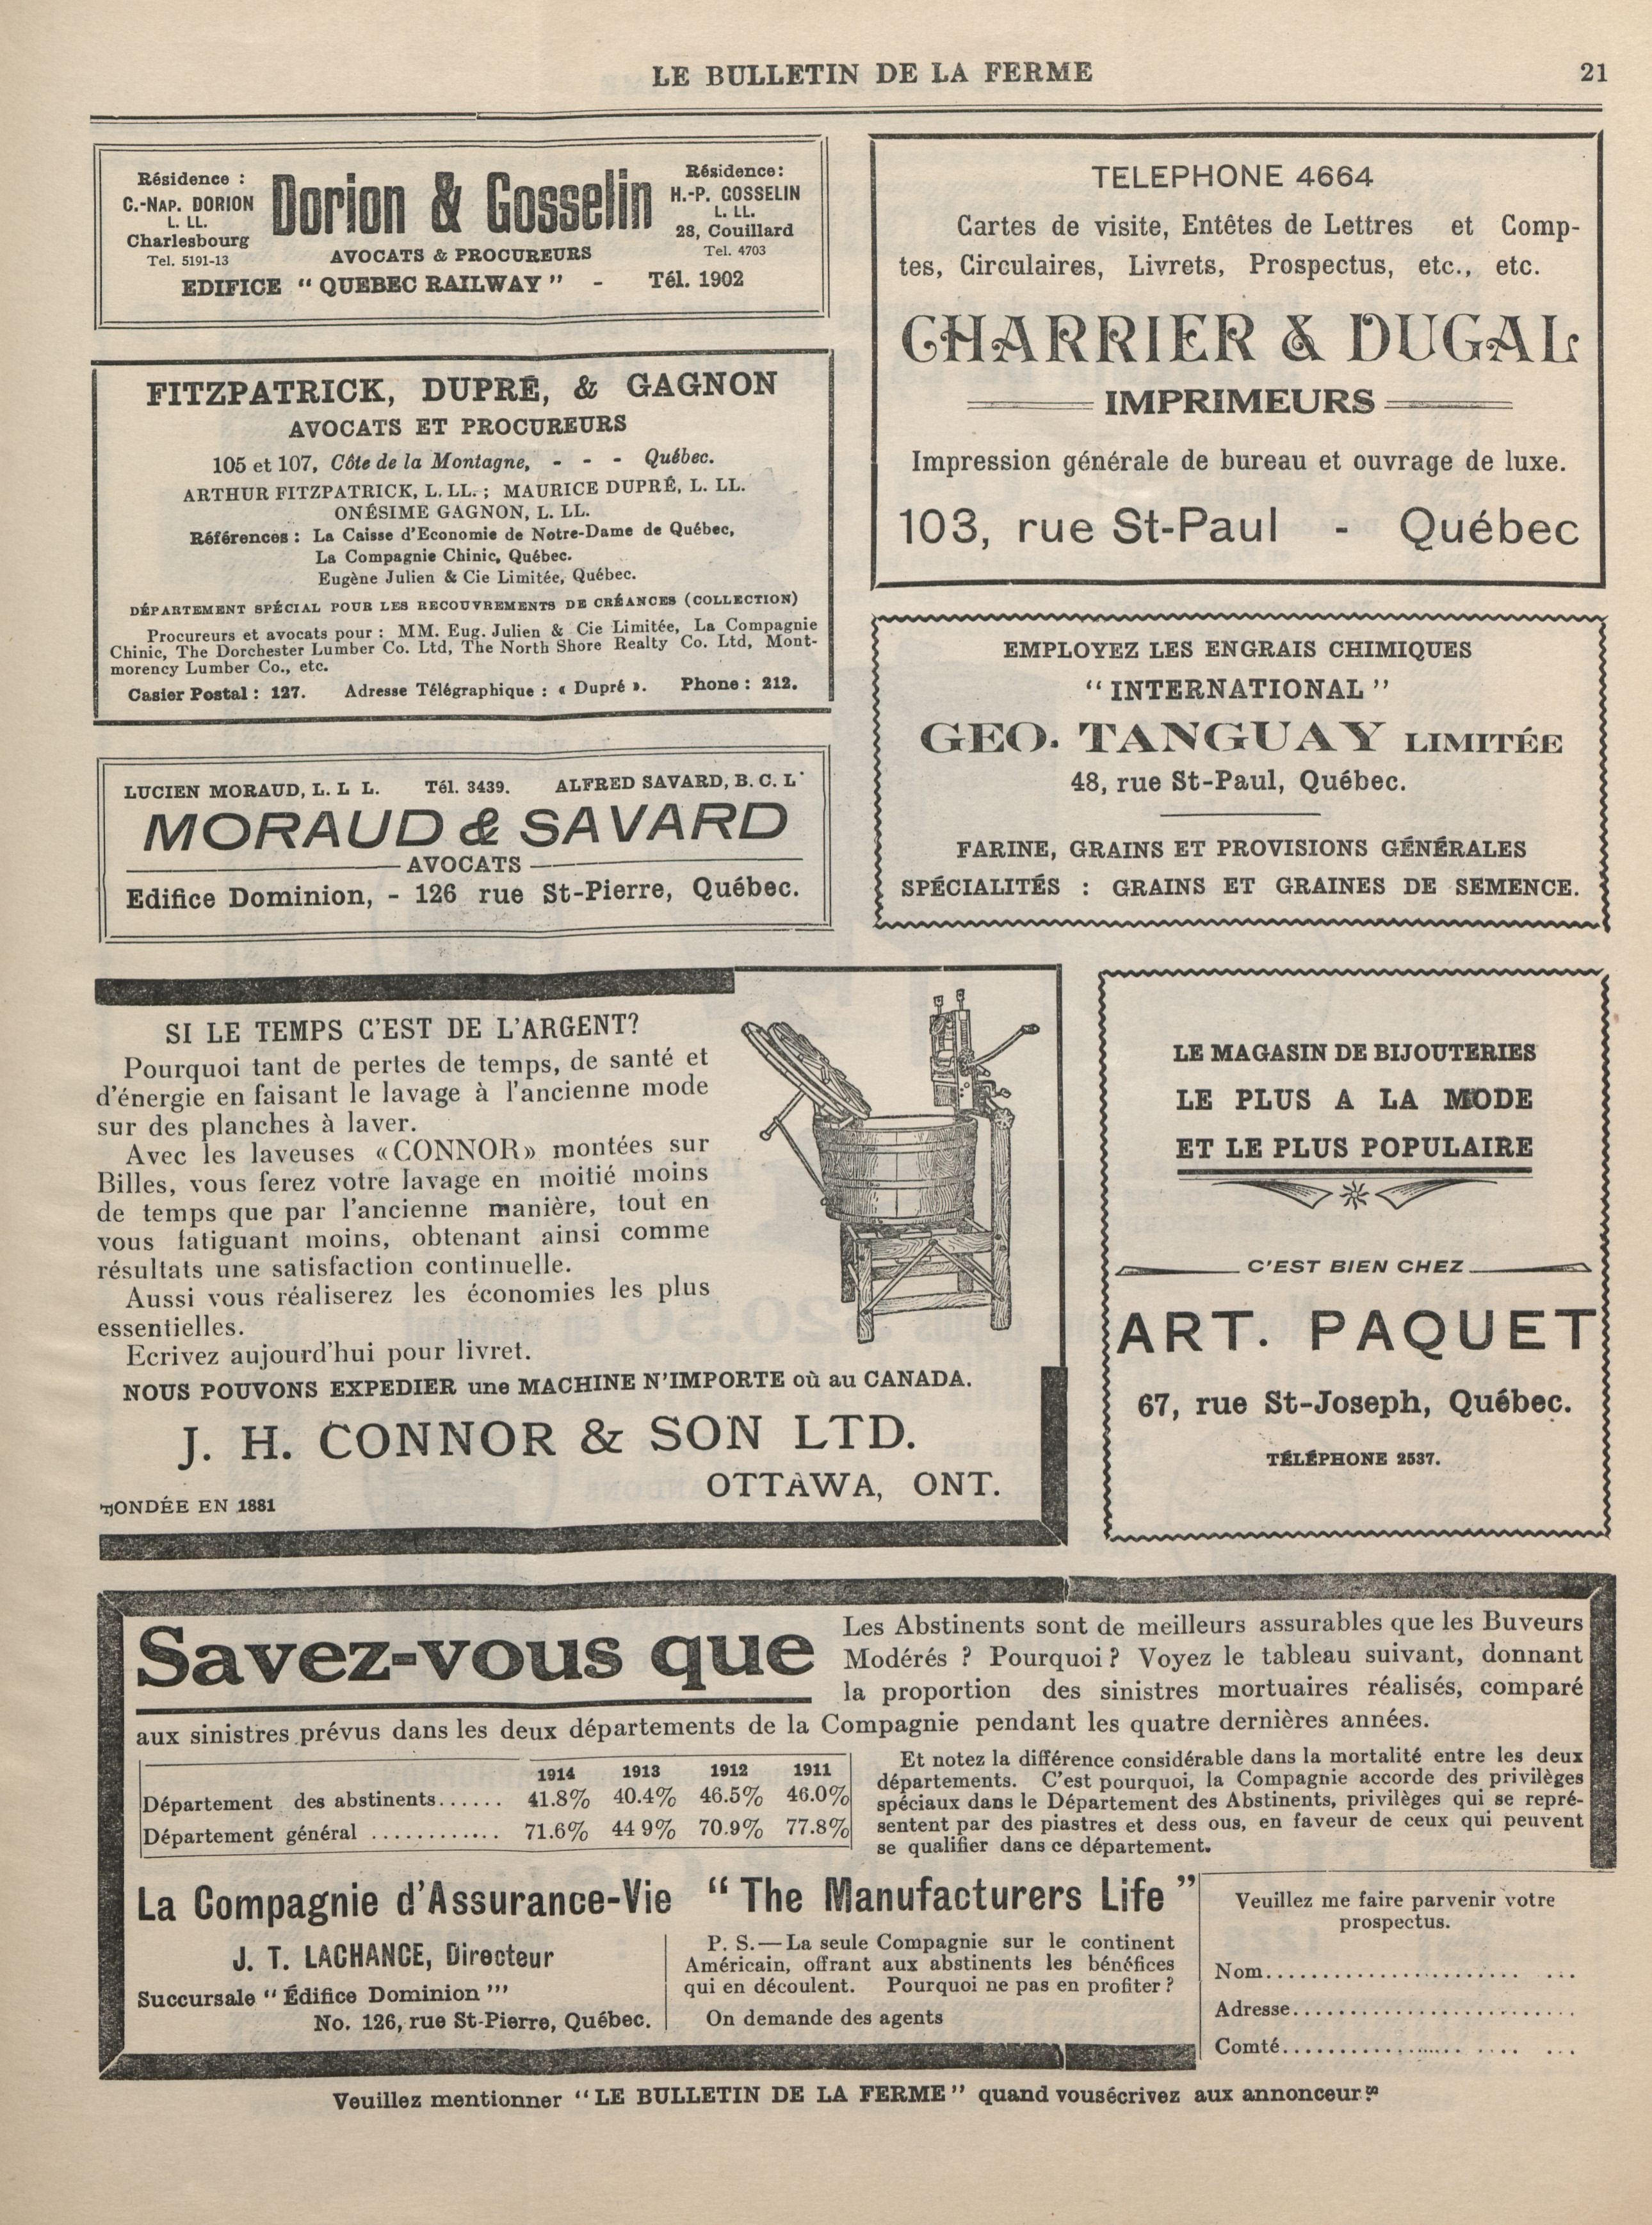 LE BULLETIN DE LA FERME
21
Résidence :
C.-NAP. DORION
L. LL.
Charlesbourg
Tel. 5191-13
Dorion & Gosselin
AVOCATS & PROCUREURS
Résidence:
H.-P. GOSSELIN
L. LL.
28, Couillard
Tel. 4703
EDIFICE “ QUEBEC RAILWAY ” - Tél. 1902
FITZPATRICK, DUPRÉ, & GAGNON
AVOCATS ET PROCUREURS
105 et 107, Côte de la Montagne, - - - Québec.
ARTHUR FITZPATRICK, L. LL. ; MAURICE DUPRÉ, L. LL.
ONÉSIME GAGNON, L. LL.
Références : La Caisse d'Economie de Notre-Dame de Québec,
La Compagnie Chinic, Québec.
Eugène Julien & Cie Limitée, Québec.
DÉPARTEMENT SPÉCIAL POUR LES RECOUVREMENTS DE CRÉANCES (COLLECTION)
Procureurs et avocats pour : MM. Eug. Julien & Cie Limitée, La Compagnie
Chinic, The Dorchester Lumber Co. Ltd, The North Shore Realty Co. Ltd, Mont-
morency Lumber Co., etc.
Casier Postal : 127. Adresse Télégraphique : « Dupré ». Phone : 212.
LUCIEN MORAUD, L. L L. Tél. 3439. ALFRED SAVARD, B. C. L
MORAUD & SAVARD
AVOCATS
Edifice Dominion, - 126 rue St-Pierre, Québec.
TELEPHONE 4664
Cartes de visite, Entêtes de Lettres et Comp-
tes, Circulaires, Livrets, Prospectus, etc., etc.
CHARRIER & DUGAL
IMPRIMEURS
Impression générale de bureau et ouvrage de luxe.
103, rue St-Paul - Québec
EMPLOYEZ LES ENGRAIS CHIMIQUES
“ INTERNATIONAL ”
GEO. TANGUAY LIMITÉE
48, rue St-Paul, Québec.
FARINE, GRAINS ET PROVISIONS GÉNÉRALES
SPÉCIALITÉS : GRAINS ET GRAINES DE SEMENCE.
SI LE TEMPS C'EST DE L'ARGENT?
Pourquoi tant de pertes de temps, de santé et
d'énergie en faisant le lavage à l'ancienne mode
sur des planches à laver.
Avec les laveuses «CONNOR» montées sur
Billes, vous ferez votre lavage en moitié moins
de temps que par l'ancienne manière, tout en
vous fatiguant moins, obtenant ainsi comme
résultats une satisfaction continuelle.
Aussi vous réaliserez les économies les plus
essentielles.
Ecrivez aujourd'hui pour livret.
NOUS POUVONS EXPEDIER une MACHINE N'IMPORTE où au CANADA.
J. H. CONNOR & SON LTD.
OTTAWA, ONT.
FONDÉE EN 1881
LE MAGASIN DE BIJOUTERIES
LE PLUS A LA MODE
ET LE PLUS POPULAIRE
C'EST BIEN CHEZ
ART. PAQUET
67, rue St-Joseph, Québec.
TÉLÉPHONE 2537.
Savez-vous que
Les Abstinents sont de meilleurs assurables que les Buveurs
Modérés ? Pourquoi ? Voyez le tableau suivant, donnant
la proportion des sinistres mortuaires réalisés, comparé
aux sinistres prévus dans les deux départements de la Compagnie pendant les quatre dernières années.
1914 1913 1912 1911
Département des abstinents...... 41.8% 40.4% 46.5% 46.0%
Département général ............ 71.6% 44 9% 70.9% 77.8%
Et notez la différence considérable dans la mortalité entre les deux
départements. C'est pourquoi, la Compagnie accorde des privilèges
spéciaux dans le Département des Abstinents, privilèges qui se repré-
sentent par des piastres et dess ous, en faveur de ceux qui peuvent
se qualifier dans ce département.
La Compagnie d'Assurance-Vie “ The Manufacturers Life ”
J. T. LACHANCE, Directeur
Succursale “ Édifice Dominion ”'
No. 126, rue St-Pierre, Québec.
P. S.—La seule Compagnie sur le continent
Américain, offrant aux abstinents les bénéfices
qui en découlent. Pourquoi ne pas en profiter ?
On demande des agents
Veuillez me faire parvenir votre
prospectus.
Nom....................... ...
Adresse.........................
Comté................. .... ...
Veuillez mentionner “LE BULLETIN DE LA FERME” quand vousécrivez aux annonceurs